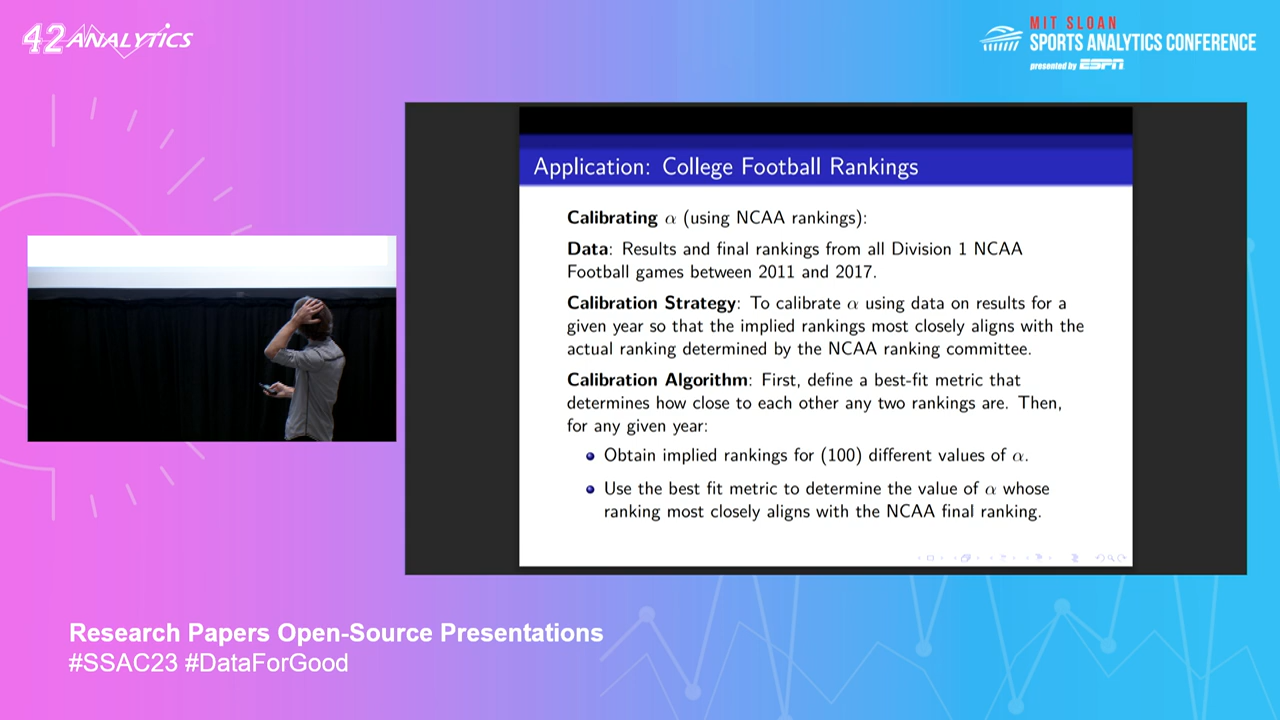 42 ANALYTICS
MIT SLOAN
SPORTS ANALYTICS CONFERENCE
presented by ESPN
Application: College Football Rankings
Calibrating α (using NCAA rankings):
Data: Results and final rankings from all Division 1 NCAA
Football games between 2011 and 2017.
Calibration Strategy: To calibrate α using data on results for a
given year so that the implied rankings most closely aligns with the
actual ranking determined by the NCAA ranking committee.
Calibration Algorithm: First, define a best-fit metric that
determines how close to each other any two rankings are. Then,
for any given year:
Obtain implied rankings for (100) different values of α.
Use the best fit metric to determine the value of α whose
ranking most closely aligns with the NCAA final ranking.
Research Papers Open-Source Presentations
#SSAC23 #DataForGood